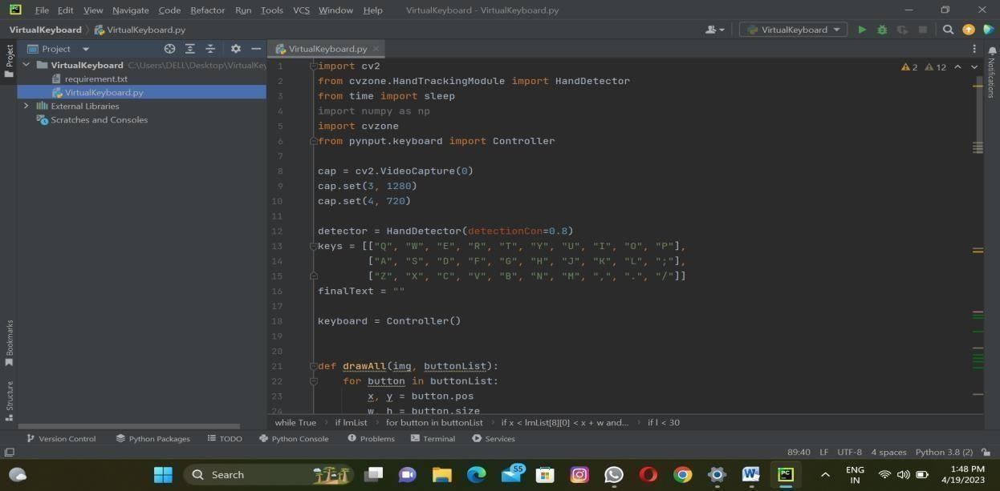 PC File Edit View Navigate Code Refactor Run Tools VCS Window Help VirtualKeyboard - VirtualKeyboard.py
VirtualKeyboard VirtualKeyboard.py VirtualKeyboard
Project
Project
VirtualKeyboard.py
VirtualKeyboard C:\Users\DELL\Desktop\VirtualKey
requirement.txt
VirtualKeyboard.py
External Libraries
Scratches and Consoles
Bookmarks
Structure
Notifications
2 12
1 import cv2
2 from cvzone.HandTrackingModule import HandDetector
3 from time import sleep
4 import numpy as np
5 import cvzone
6 from pynput.keyboard import Controller
7
8 cap = cv2.VideoCapture(0)
9 cap.set(3, 1280)
10 cap.set(4, 720)
11
12 detector = HandDetector(detectionCon=0.8)
13 keys = [["Q", "W", "E", "R", "T", "Y", "U", "I", "O", "P"],
14 ["A", "S", "D", "F", "G", "H", "J", "K", "L", ";"],
15 ["Z", "X", "C", "V", "B", "N", "M", ",", ".", "/"]]
16 finalText = ""
17
18 keyboard = Controller()
19
20
21 def drawAll(img, buttonList):
22 for button in buttonList:
23 x, y = button.pos
24 w, h = button.size
while True if lmList for button in buttonList if x < lmList[8][0] < x + w and... if l < 30
Version Control Python Packages TODO Python Console Problems Terminal Services
89:40 LF UTF-8 4 spaces Python 3.8 (2)
Search 55 W PC ENG IN 1:48 PM 4/19/2023